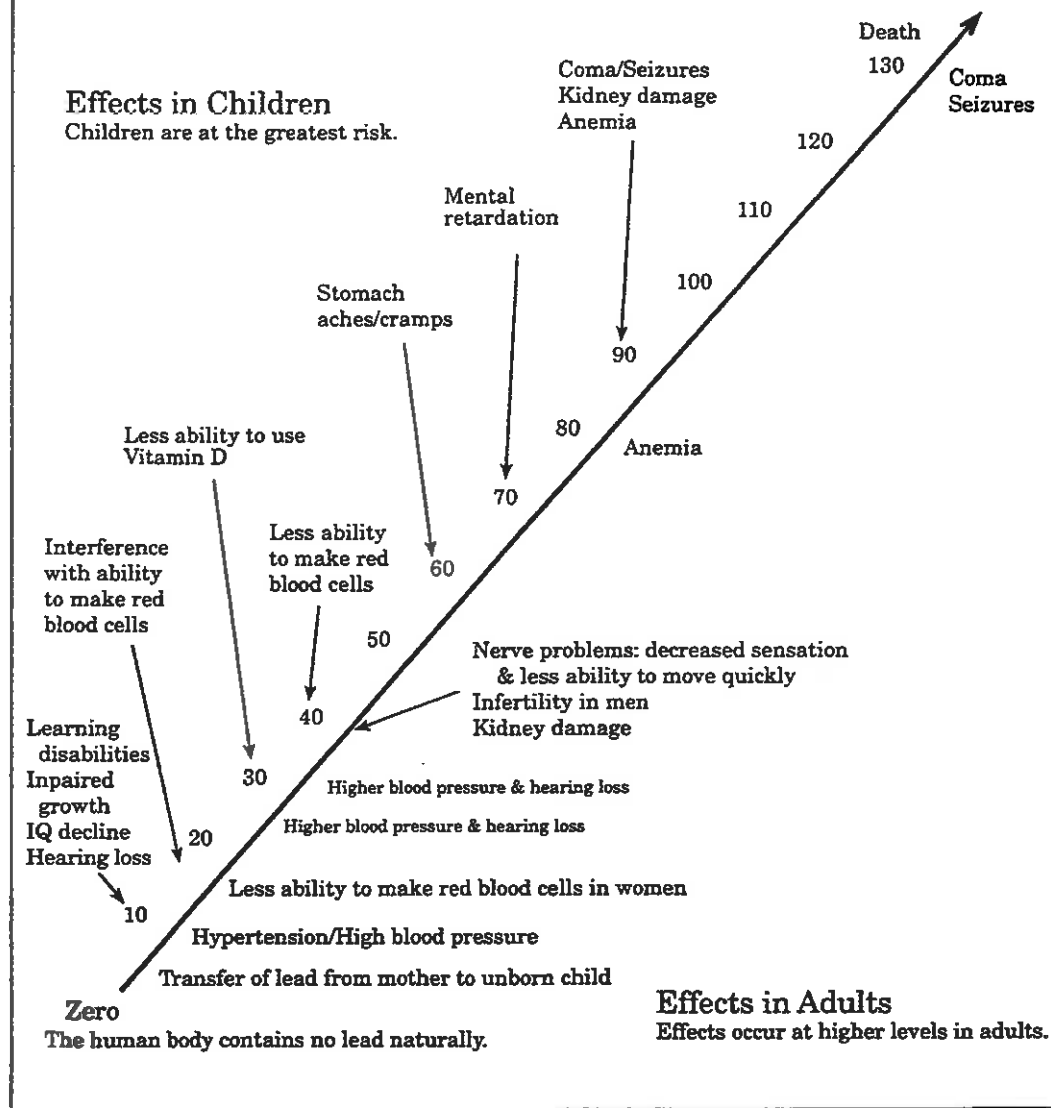 Death
130
Coma
Seizures
Coma/Seizures
Kidney damage
Anemia
Effects in Children
Children are at the greatest risk.
120
Mental
retardation
110
100
Stomach
aches/cramps
90
80
Anemia
Less ability to use
Vitamin D
70
Less ability
to make red
blood cells
60
Interference
with ability
to make red
blood cells
50
Nerve problems: decreased sensation
& less ability to move quickly
Infertility in men
Kidney damage
40
Learning
disabilities
Inpaired
growth
IQ decline
Hearing loss
30
Higher blood pressure & hearing loss
20
Higher blood pressure & hearing loss
Less ability to make red blood cells in women
10
Hypertension/High blood pressure
Transfer of lead from mother to unborn child
Zero
The human body contains no lead naturally.
Effects in Adults
Effects occur at higher levels in adults.